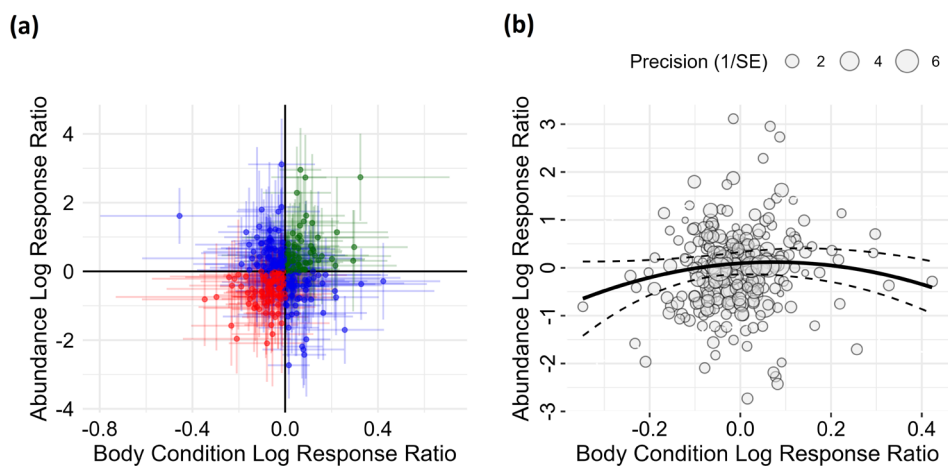 (a)
Abundance Log Response Ratio
4
2
0
-2
-4
-0.8
-0.4
0.0
0.4
Body Condition Log Response Ratio
(b)
Precision (1/SE) 2 4 6
Abundance Log Response Ratio
3
2
1
0
-1
-2
-3
-0.2
0.0
0.2
0.4
Body Condition Log Response Ratio